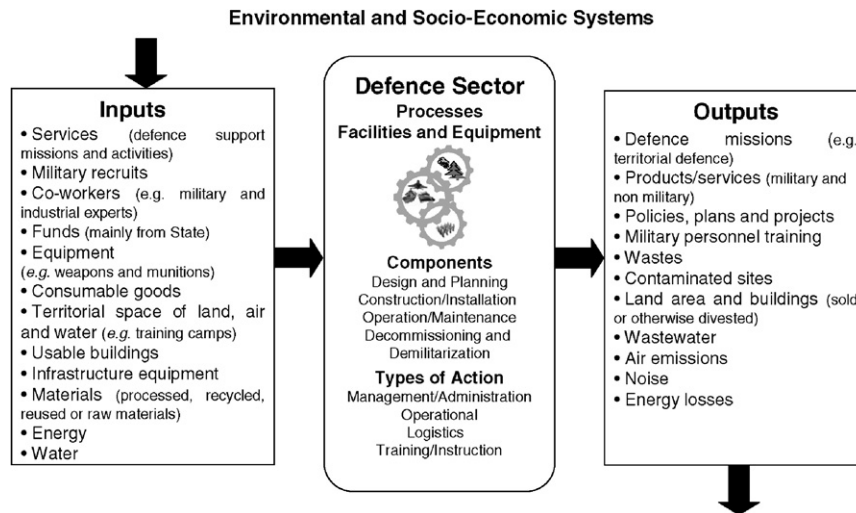 Environmental and Socio-Economic Systems
Inputs
• Services (defence support
missions and activities)
• Military recruits
• Co-workers (e.g. military and
industrial experts)
• Funds (mainly from State)
• Equipment
(e.g. weapons and munitions)
• Consumable goods
• Territorial space of land, air
and water (e.g. training camps)
• Usable buildings
• Infrastructure equipment
• Materials (processed, recycled,
reused or raw materials)
• Energy
• Water
Defence Sector
Processes
Facilities and Equipment
Components
Design and Planning
Construction/Installation
Operation/Maintenance
Decommissioning and
Demilitarization
Types of Action
Management/Administration
Operational
Logistics
Training/Instruction
Outputs
• Defence missions (e.g.
territorial defence)
• Products/services (military and
non military)
• Policies, plans and projects
• Military personnel training
• Wastes
• Contaminated sites
• Land area and buildings (sold
or otherwise divested)
• Wastewater
• Air emissions
• Noise
• Energy losses